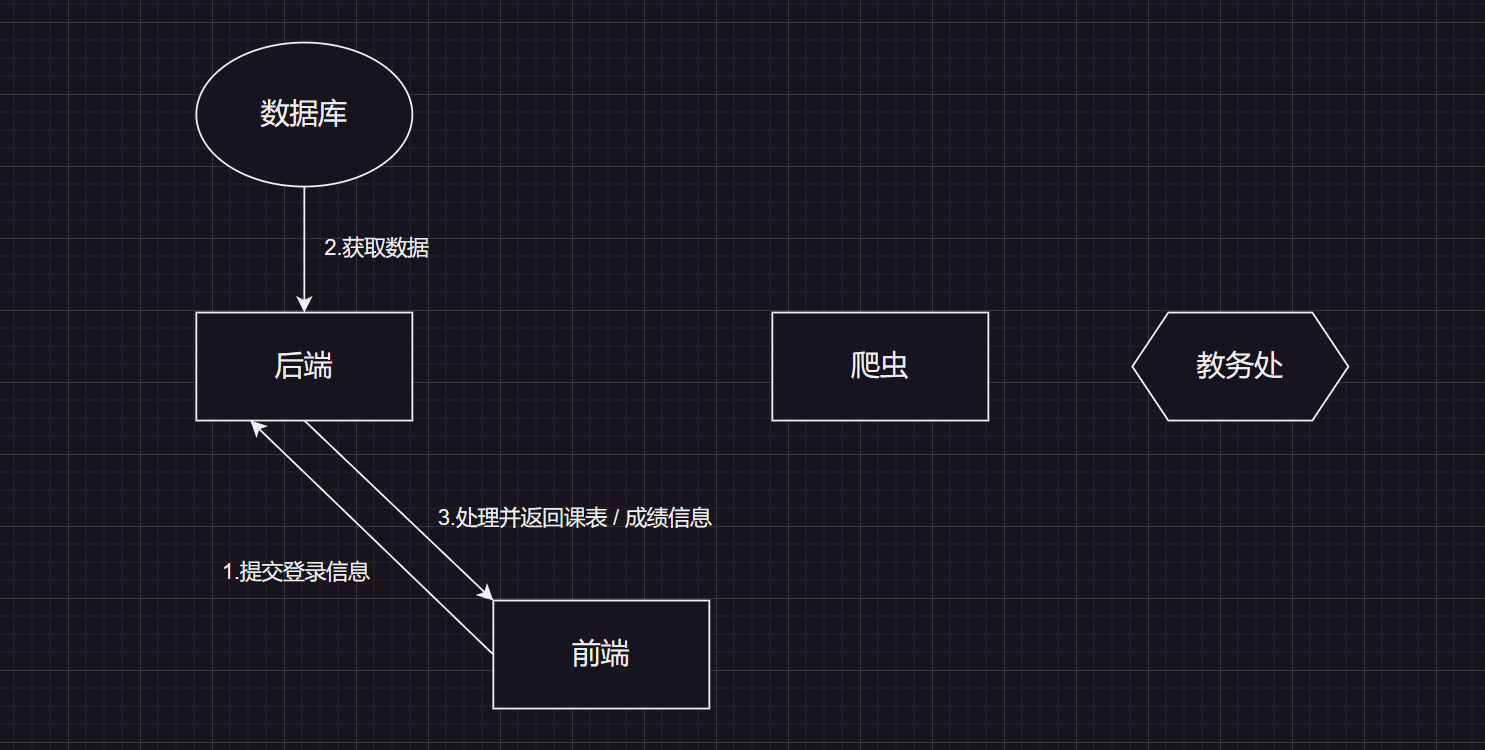 数据库
2.获取数据
后端
爬虫
教务处
3.处理并返回课表 / 成绩信息
1.提交登录信息
前端